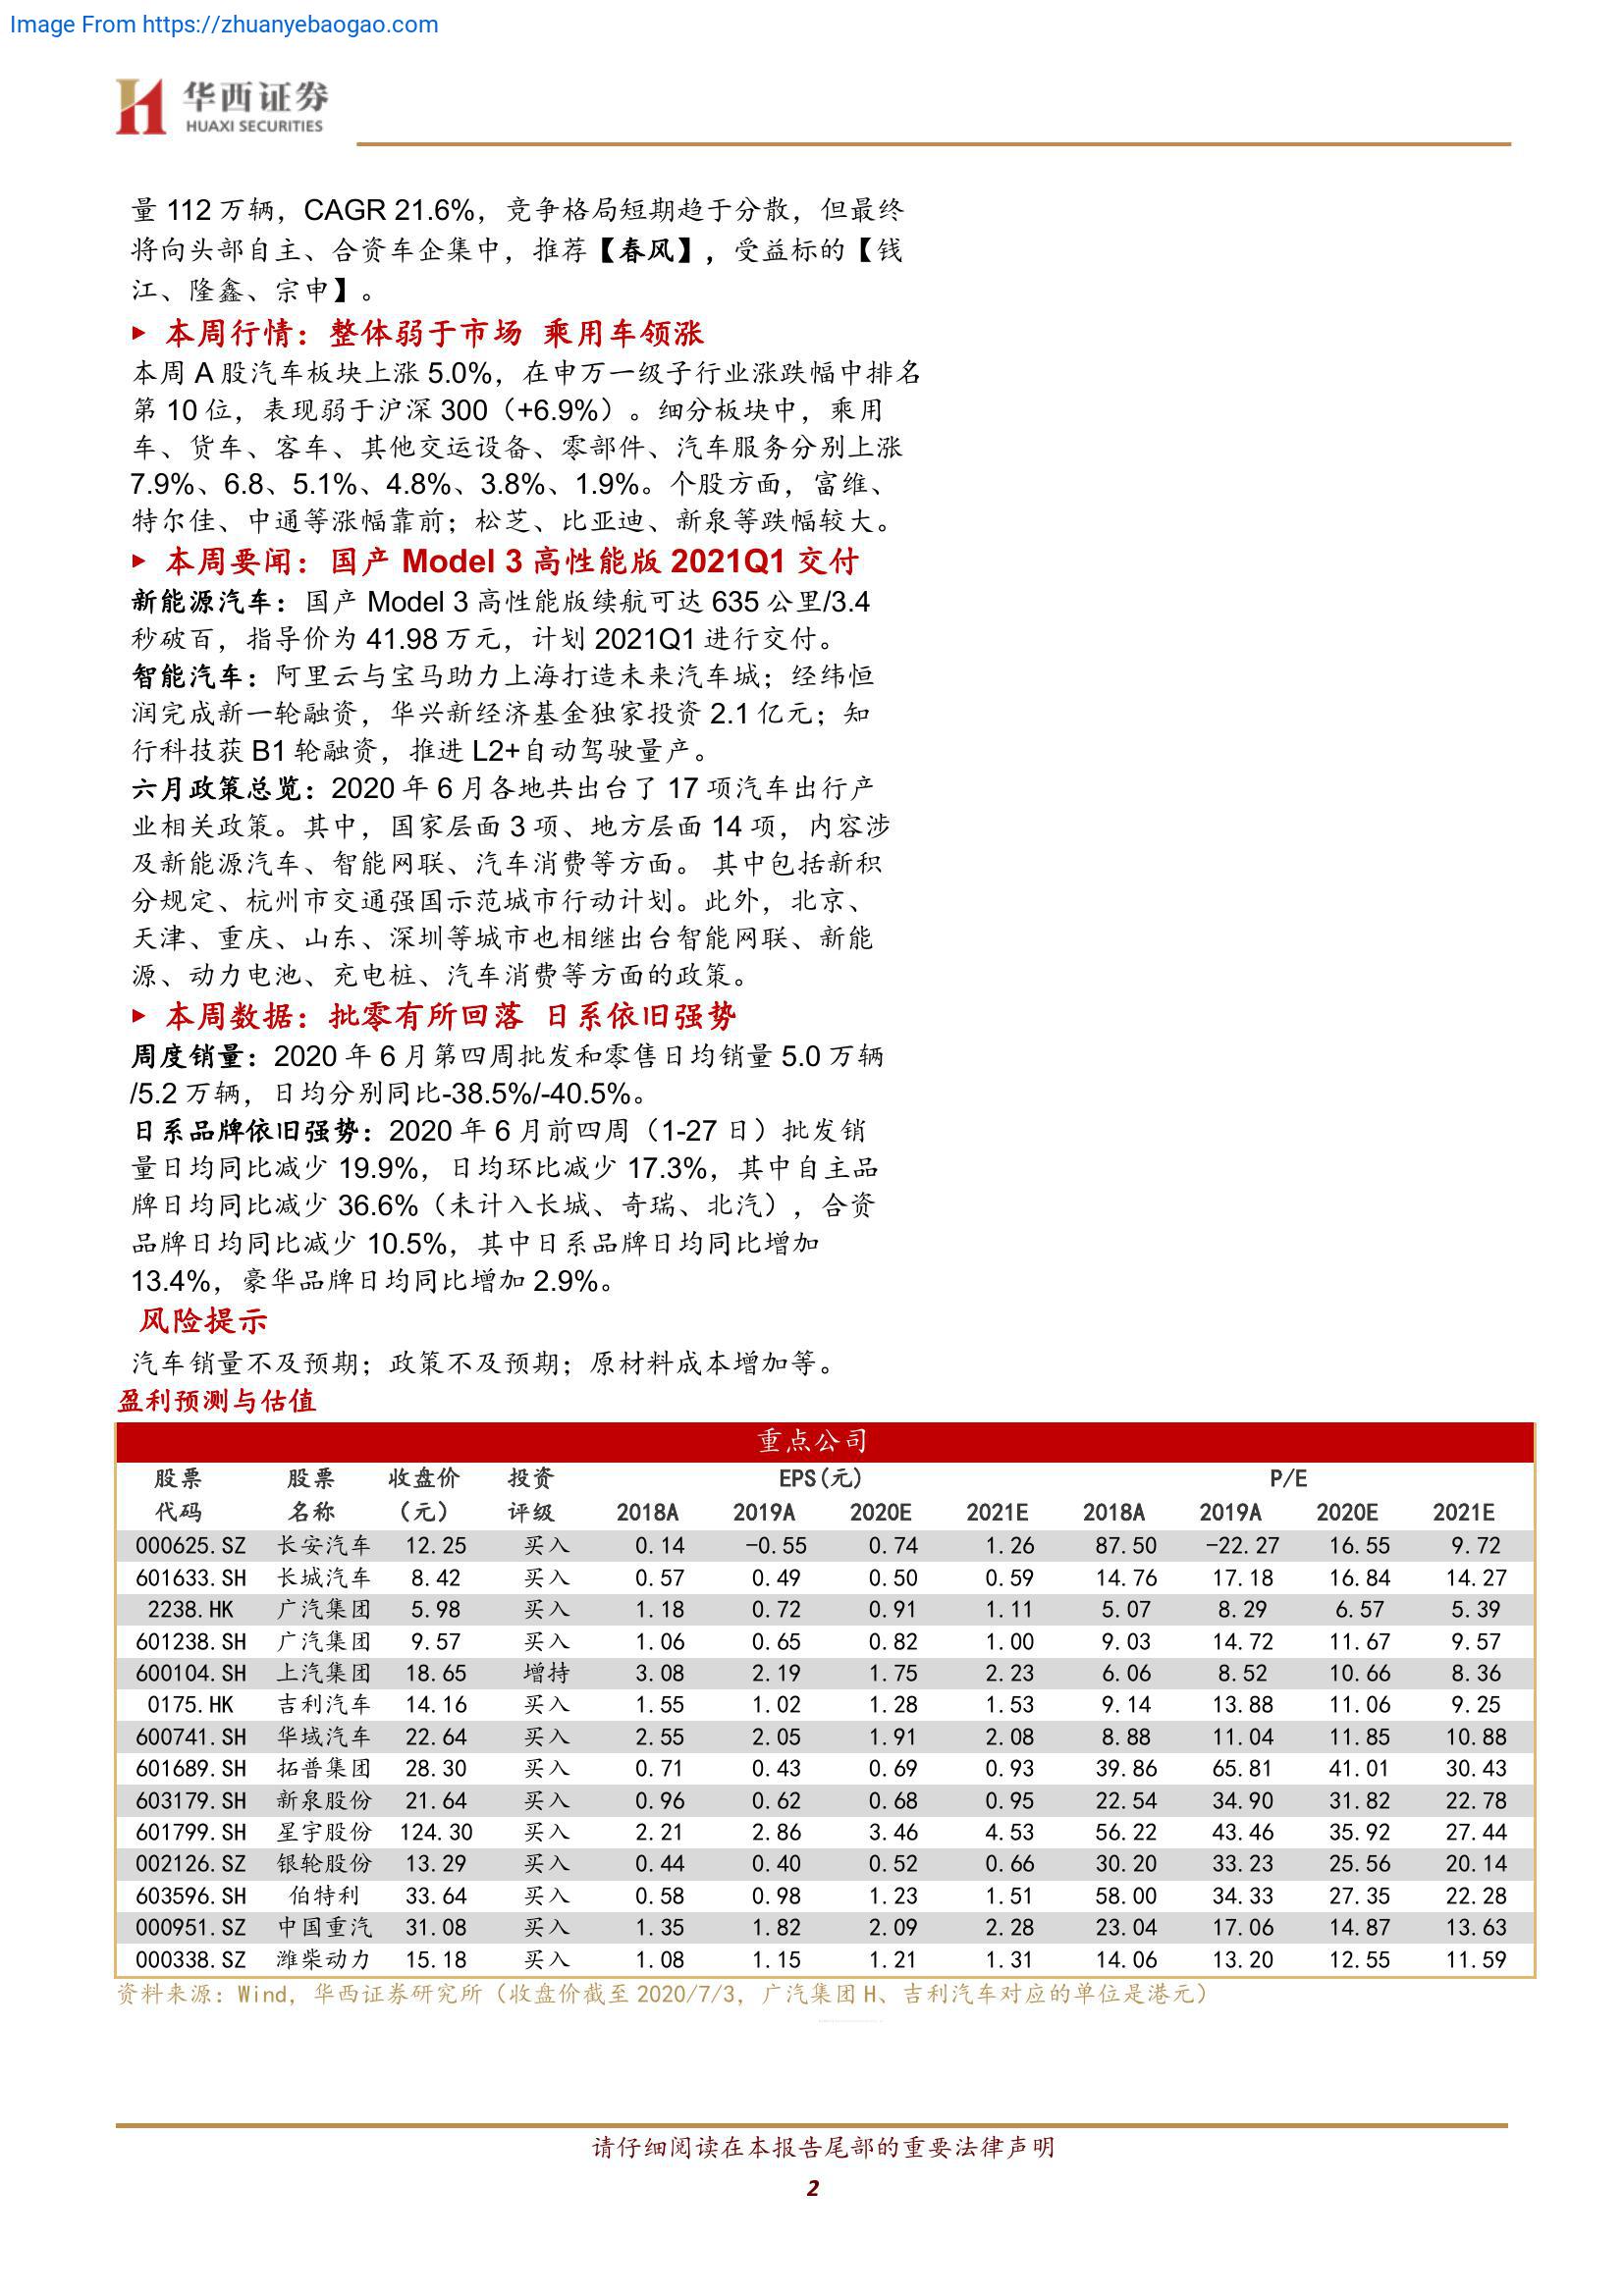 Image From https://zhuanyebaogao.com
华西证券
HUAXI SECURITIES
量 112 万辆，CAGR 21.6%，竞争格局短期趋于分散，但最终
将向头部自主、合资车企集中，推荐【春风】，受益标的【钱
江、隆鑫、宗申】。
▶ 本周行情：整体弱于市场 乘用车领涨
本周 A 股汽车板块上涨 5.0%，在申万一级子行业涨跌幅中排名
第 10 位，表现弱于沪深 300（+6.9%）。细分板块中，乘用
车、货车、客车、其他交运设备、零部件、汽车服务分别上涨
7.9%、6.8、5.1%、4.8%、3.8%、1.9%。个股方面，富维、
特尔佳、中通等涨幅靠前；松芝、比亚迪、新泉等跌幅较大。
▶ 本周要闻：国产 Model 3 高性能版 2021Q1 交付
新能源汽车：国产 Model 3 高性能版续航可达 635 公里/3.4
秒破百，指导价为 41.98 万元，计划 2021Q1 进行交付。
智能汽车：阿里云与宝马助力上海打造未来汽车城；经纬恒
润完成新一轮融资，华兴新经济基金独家投资 2.1 亿元；知
行科技获 B1 轮融资，推进 L2+自动驾驶量产。
六月政策总览：2020 年 6 月各地共出台了 17 项汽车出行产
业相关政策。其中，国家层面 3 项、地方层面 14 项，内容涉
及新能源汽车、智能网联、汽车消费等方面。 其中包括新积
分规定、杭州市交通强国示范城市行动计划。此外，北京、
天津、重庆、山东、深圳等城市也相继出台智能网联、新能
源、动力电池、充电桩、汽车消费等方面的政策。
▶ 本周数据：批零有所回落 日系依旧强势
周度销量：2020 年 6 月第四周批发和零售日均销量 5.0 万辆
/5.2 万辆，日均分别同比-38.5%/-40.5%。
日系品牌依旧强势：2020 年 6 月前四周（1-27 日）批发销
量日均同比减少 19.9%，日均环比减少 17.3%，其中自主品
牌日均同比减少 36.6%（未计入长城、奇瑞、北汽），合资
品牌日均同比减少 10.5%，其中日系品牌日均同比增加
13.4%，豪华品牌日均同比增加 2.9%。
风险提示
汽车销量不及预期；政策不及预期；原材料成本增加等。
盈利预测与估值
重点公司
股票 股票 收盘价 投资 EPS(元) P/E
代码 名称 （元） 评级 2018A 2019A 2020E 2021E 2018A 2019A 2020E 2021E
000625.SZ 长安汽车 12.25 买入 0.14 -0.55 0.74 1.26 87.50 -22.27 16.55 9.72
601633.SH 长城汽车 8.42 买入 0.57 0.49 0.50 0.59 14.76 17.18 16.84 14.27
2238.HK 广汽集团 5.98 买入 1.18 0.72 0.91 1.11 5.07 8.29 6.57 5.39
601238.SH 广汽集团 9.57 买入 1.06 0.65 0.82 1.00 9.03 14.72 11.67 9.57
600104.SH 上汽集团 18.65 增持 3.08 2.19 1.75 2.23 6.06 8.52 10.66 8.36
0175.HK 吉利汽车 14.16 买入 1.55 1.02 1.28 1.53 9.14 13.88 11.06 9.25
600741.SH 华域汽车 22.64 买入 2.55 2.05 1.91 2.08 8.88 11.04 11.85 10.88
601689.SH 拓普集团 28.30 买入 0.71 0.43 0.69 0.93 39.86 65.81 41.01 30.43
603179.SH 新泉股份 21.64 买入 0.96 0.62 0.68 0.95 22.54 34.90 31.82 22.78
601799.SH 星宇股份 124.30 买入 2.21 2.86 3.46 4.53 56.22 43.46 35.92 27.44
002126.SZ 银轮股份 13.29 买入 0.44 0.40 0.52 0.66 30.20 33.23 25.56 20.14
603596.SH 伯特利 33.64 买入 0.58 0.98 1.23 1.51 58.00 34.33 27.35 22.28
000951.SZ 中国重汽 31.08 买入 1.35 1.82 2.09 2.28 23.04 17.06 14.87 13.63
000338.SZ 潍柴动力 15.18 买入 1.08 1.15 1.21 1.31 14.06 13.20 12.55 11.59
资料来源：Wind，华西证券研究所（收盘价截至 2020/7/3，广汽集团 H、吉利汽车对应的单位是港元）
请仔细阅读在本报告尾部的重要法律声明
2